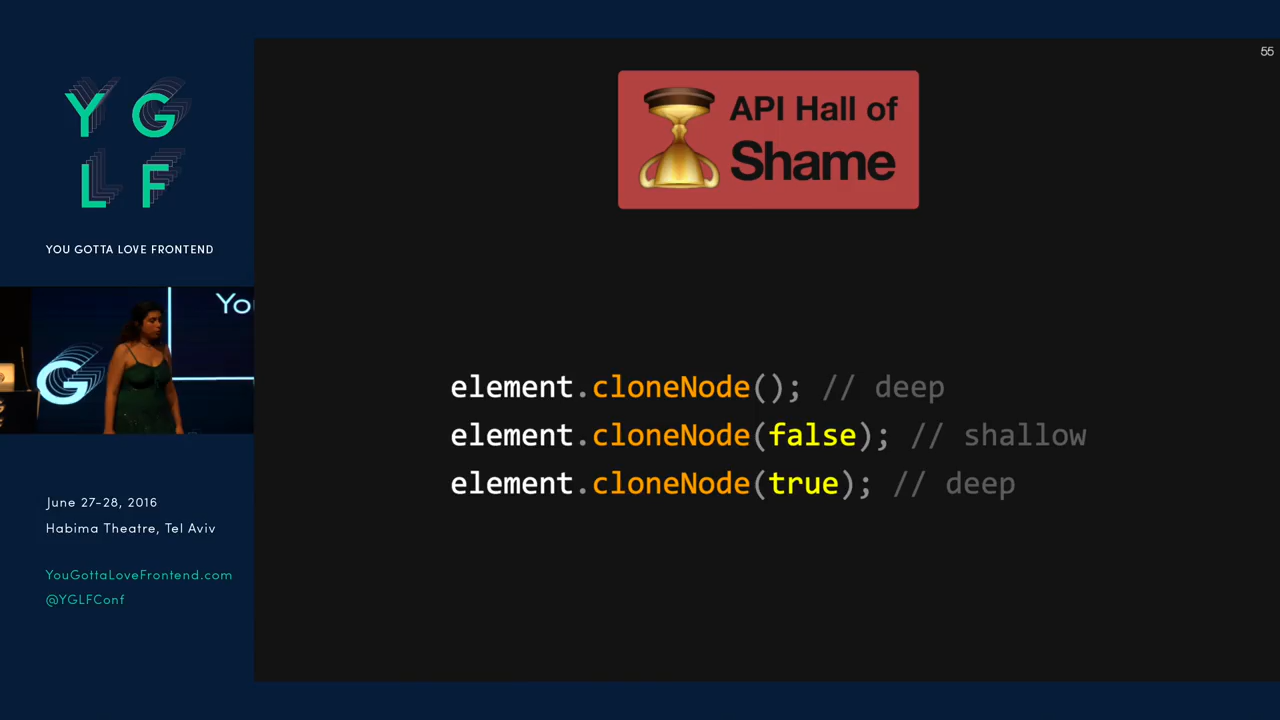 Y G
L F
YOU GOTTA LOVE FRONTEND
You
G
June 27-28, 2016
Habima Theatre, Tel Aviv
YouGottaLoveFrontend.com
@YGLFConf
55
API Hall of
Shame
element.cloneNode(); // deep
element.cloneNode(false); // shallow
element.cloneNode(true); // deep